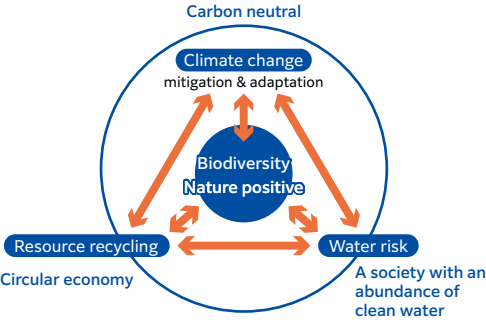 Carbon neutral
Climate change
mitigation & adaptation
Biodiversity
Nature positive
Resource recycling
Water risk
Circular economy
A society with an
abundance of
clean water